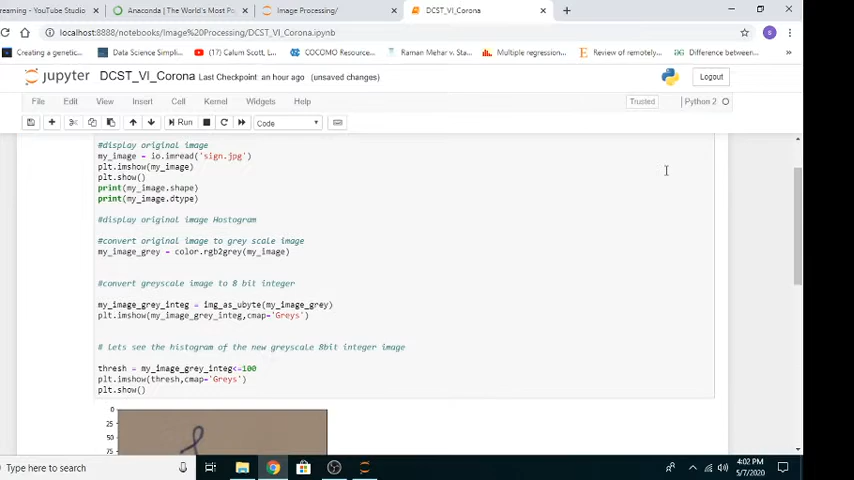 reaming - YouTube Studio
Anaconda | The World's Most Po
Image Processing/
DCST_VI_Corona
localhost:8888/notebooks/Image%20Processing/DCST_VI_Corona.ipynb
Creating a genetic...
Data Science Simpli...
(17) Calum Scott, L...
COCOMO Resource...
Raman Mehar v. Mah...
Multiple regression...
Review of remotely...
Difference between...
jupyter DCST_VI_Corona Last Checkpoint: an hour ago (unsaved changes)
Logout
File Edit View Insert Cell Kernel Widgets Help
Trusted
Python 2
Run
Code
#display original image
my_image = io.imread('sign.jpg')
plt.imshow(my_image)
plt.show()
print(my_image.shape)
print(my_image.dtype)
#display original image Hostogram
#convert original image to grey scale image
my_image_grey = color.rgb2grey(my_image)
#convert greyscale image to 8 bit integer
my_image_grey_integ = img_as_ubyte(my_image_grey)
plt.imshow(my_image_grey_integ,cmap='Greys')
# Lets see the histogram of the new greyscale 8bit integer image
thresh = my_image_grey_integ<=100
plt.imshow(thresh,cmap='Greys')
plt.show()
0
25
50
75
Type here to search
4:02 PM
5/7/2020